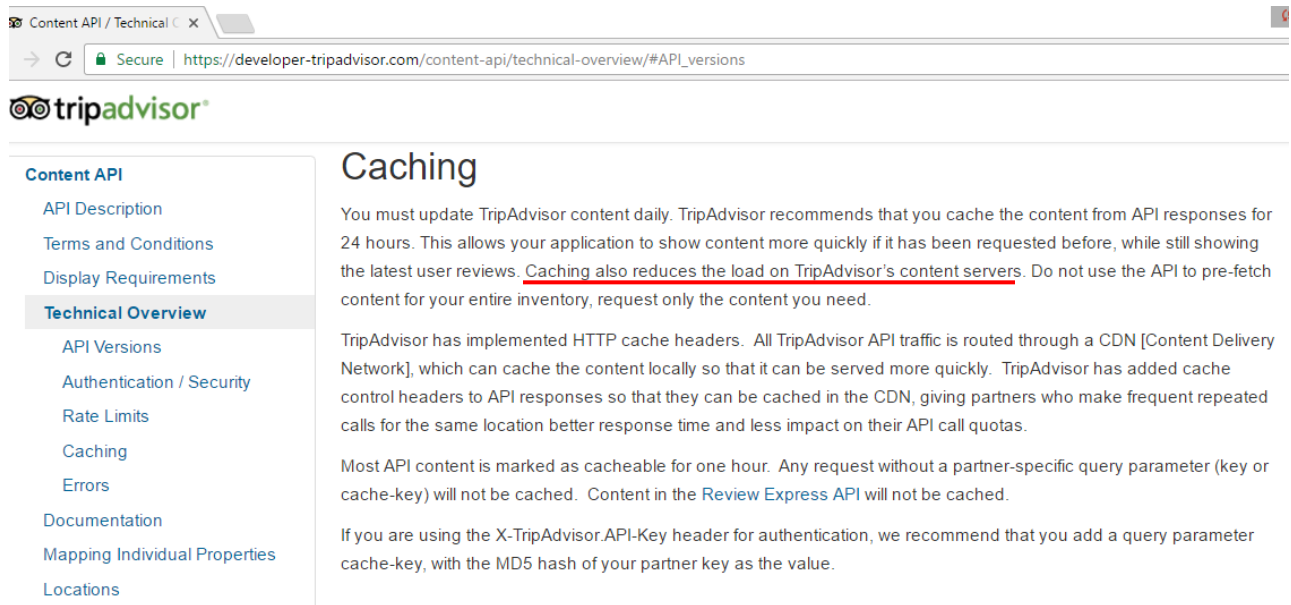 Content API / Technical C
Secure | https://developer-tripadvisor.com/content-api/technical-overview/#API_versions
tripadvisor
Content API
API Description
Terms and Conditions
Display Requirements
Technical Overview
API Versions
Authentication / Security
Rate Limits
Caching
Errors
Documentation
Mapping Individual Properties
Locations
Caching
You must update TripAdvisor content daily. TripAdvisor recommends that you cache the content from API responses for
24 hours. This allows your application to show content more quickly if it has been requested before, while still showing
the latest user reviews. Caching also reduces the load on TripAdvisor's content servers. Do not use the API to pre-fetch
content for your entire inventory, request only the content you need.
TripAdvisor has implemented HTTP cache headers.  All TripAdvisor API traffic is routed through a CDN [Content Delivery
Network], which can cache the content locally so that it can be served more quickly.  TripAdvisor has added cache
control headers to API responses so that they can be cached in the CDN, giving partners who make frequent repeated
calls for the same location better response time and less impact on their API call quotas.
Most API content is marked as cacheable for one hour.  Any request without a partner-specific query parameter (key or
cache-key) will not be cached.  Content in the Review Express API will not be cached.
If you are using the X-TripAdvisor.API-Key header for authentication, we recommend that you add a query parameter
cache-key, with the MD5 hash of your partner key as the value.